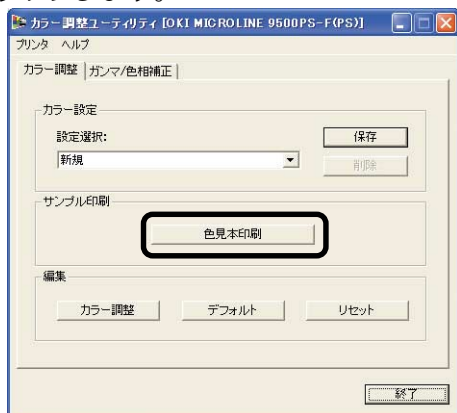 カラー調整ユーティリティ [OKI MICROLINE 9500PS-F(PS)]
プリンタ ヘルプ
カラー調整 ガンマ/色相補正
カラー設定
設定選択:
保存
新規
削除
サンプル印刷
色見本印刷
編集
カラー調整 デフォルト リセット
終了